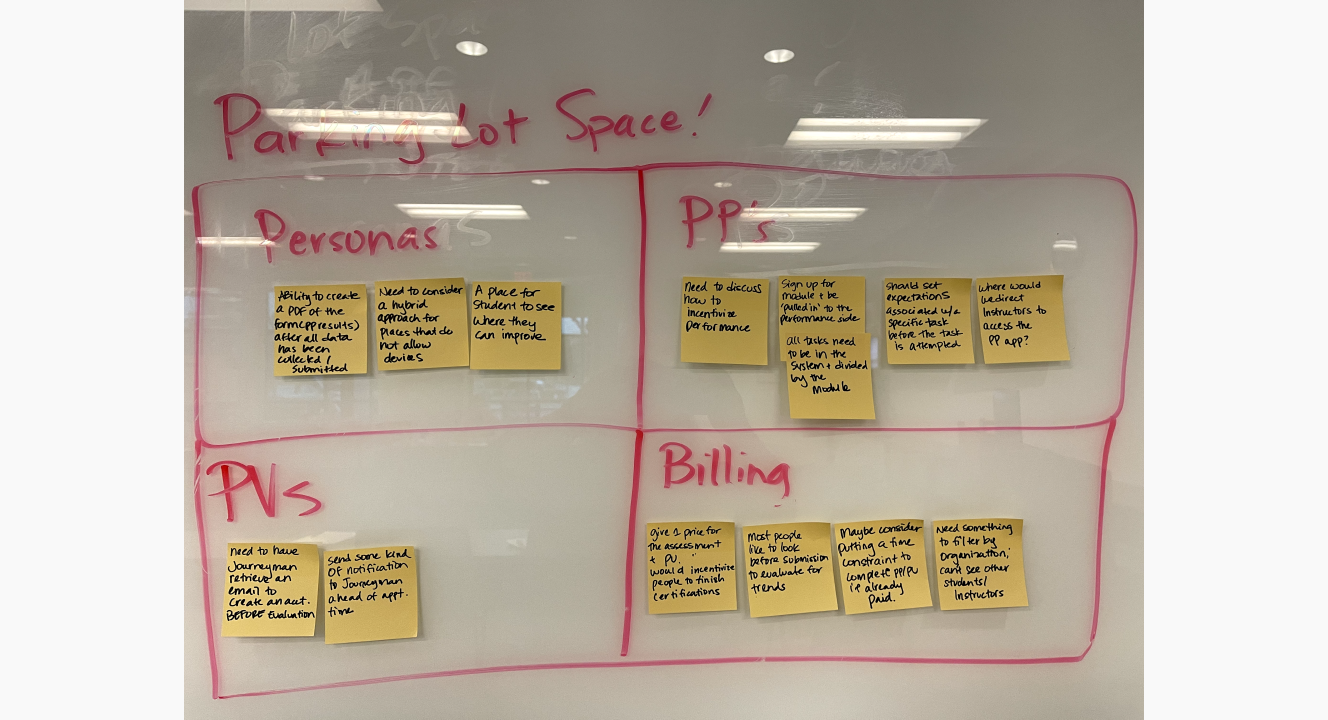 Parking Lot Space!
Personas
Ability to create
a PDF of the
form (pp results)
after all data
has been
collected /
submitted
Need to consider
a hybrid
approach for
places that do
not allow
devices
A place for
student to see
where they
can improve
PP's
need to discuss
how to
incentivize
performance
Sign up for
module + be
'pulled in' to the
performance side
all tasks need
to be in the
system + divided
by the
Module
should set
expectations
associated w/a
specific task
before the task
is attempted
where would
we direct
instructors to
access the
PP app?
PVs
need to have
Journeyman
retrieve an
email to
create an act.
BEFORE Evaluation
send some kind
of notification
to Journeyman
ahead of appt.
time
Billing
give 1 price for
the assessment
+ PV.
would incentivize
people to finish
certifications
Most people
like to look
before submission
to evaluate for
trends
Maybe consider
putting a time
constraint to
complete pp/pv
if already
paid.
Need something
to filter by
organization;
can't see other
students/
Instructors